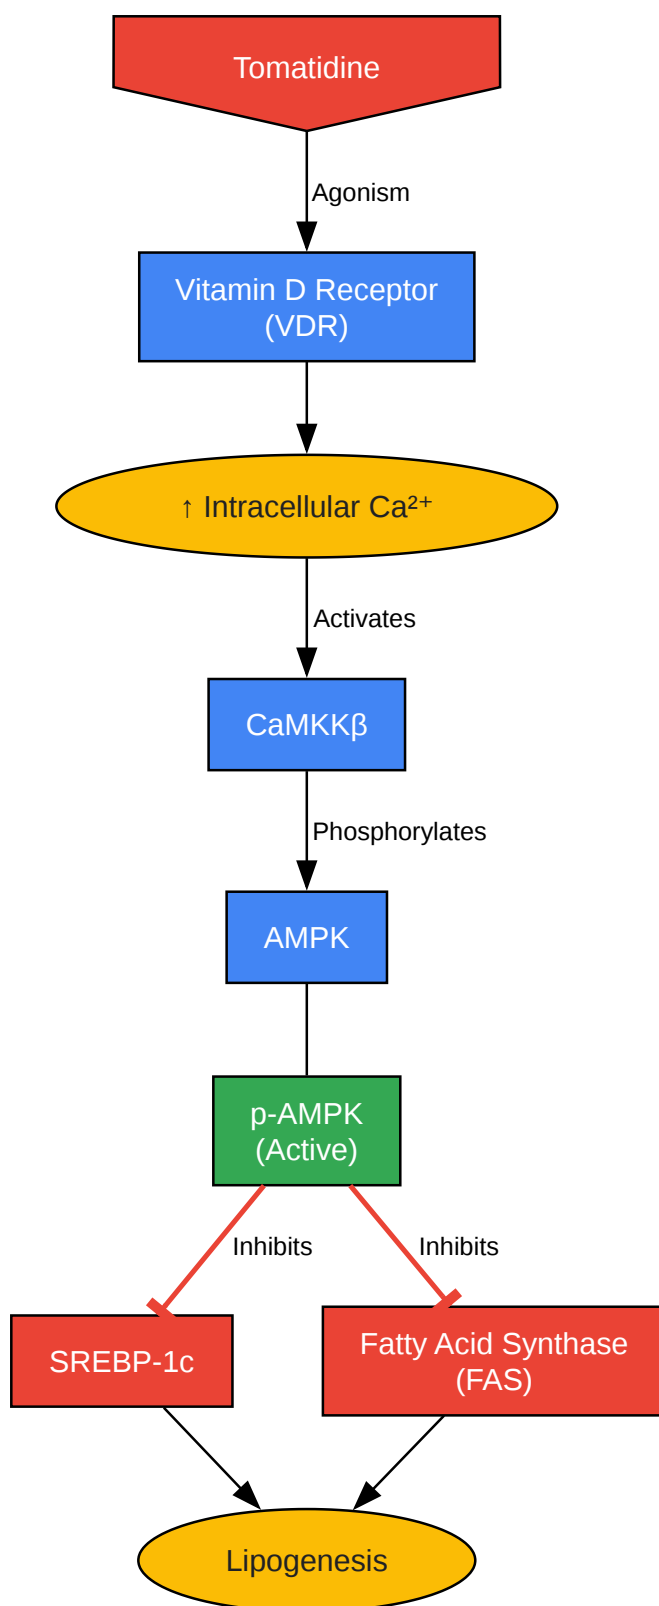 Tomatidine
Agonism
Vitamin D Receptor
(VDR)
↑ Intracellular Ca²⁺
Activates
CaMKKβ
Phosphorylates
AMPK
p-AMPK
(Active)
Inhibits
Inhibits
SREBP-1c
Fatty Acid Synthase
(FAS)
Lipogenesis